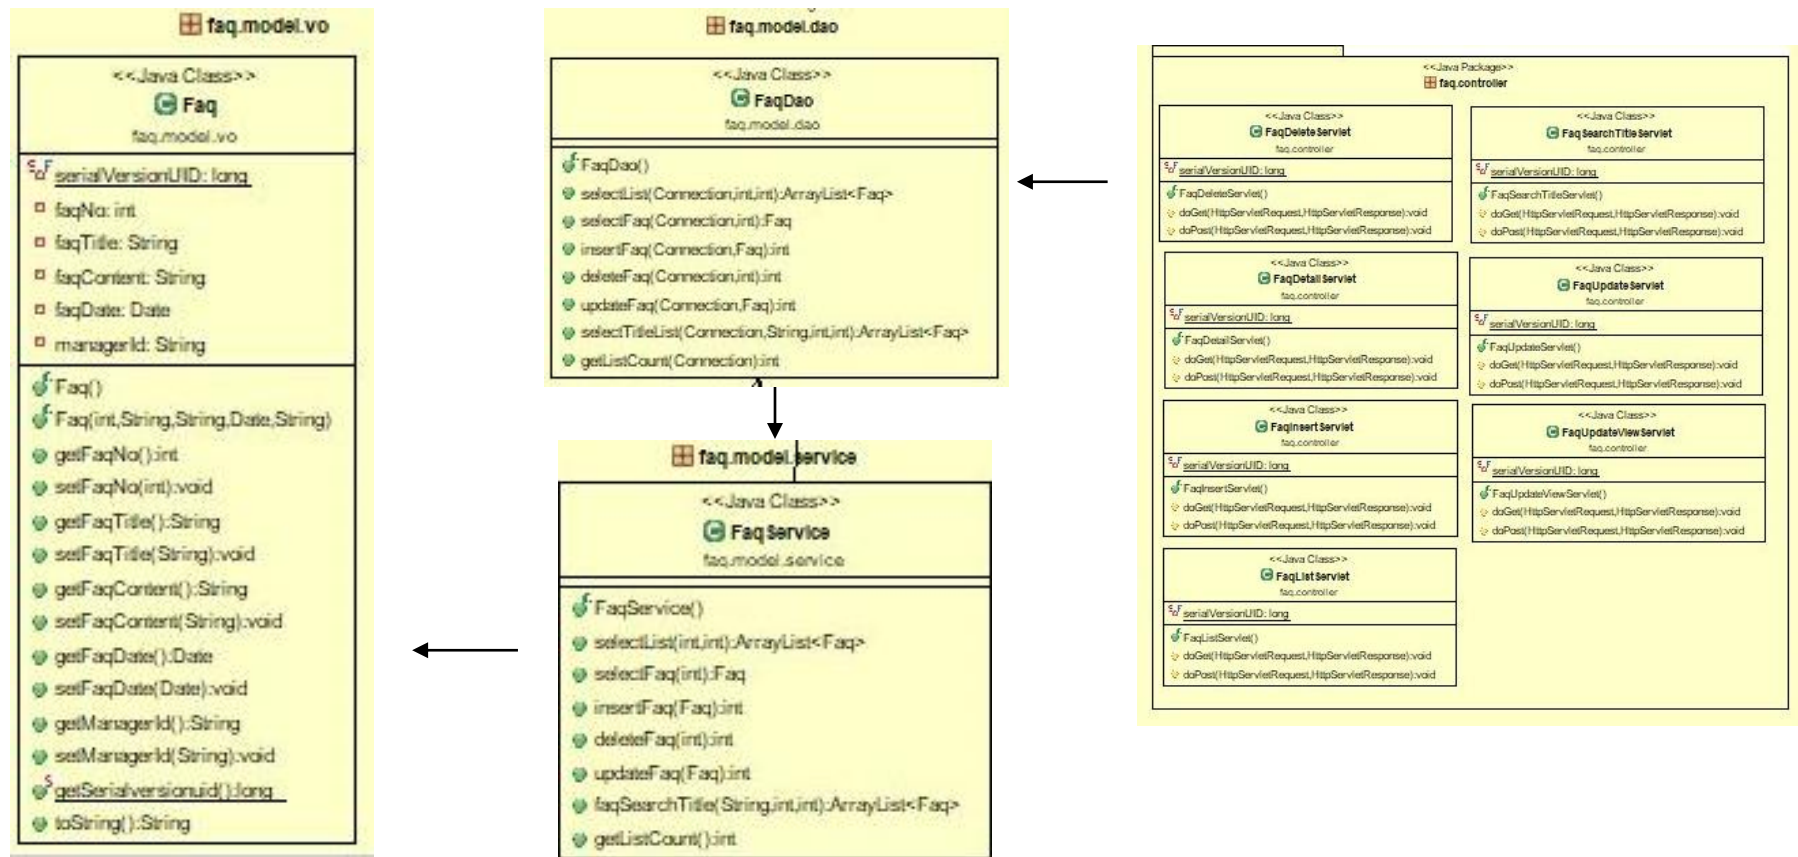 faq.model.vo
<<Java Class>>
Faq
faq.model.vo
serialVersionUID: long
faqNo: int
faqTitle: String
faqContent: String
faqDate: Date
managerId: String
Faq()
Faq(int,String,String,Date,String)
getFaqNo():int
setFaqNo(int):void
getFaqTitle():String
setFaqTitle(String):void
getFaqContent():String
setFaqContent(String):void
getFaqDate():Date
setFaqDate(Date):void
getManagerId():String
setManagerId(String):void
getSerialversionuid():long
toString():String
faq.model.dao
<<Java Class>>
FaqDao
faq.model.dao
FaqDao()
selectList(Connection,int,int):ArrayList<Faq>
selectFaq(Connection,int):Faq
insertFaq(Connection,Faq):int
deleteFaq(Connection,int):int
updateFaq(Connection,Faq):int
selectTitleList(Connection,String,int,int):ArrayList<Faq>
getListCount(Connection):int
faq.model.service
<<Java Class>>
FaqService
faq.model.service
FaqService()
selectList(int,int):ArrayList<Faq>
selectFaq(int):Faq
insertFaq(Faq):int
deleteFaq(int):int
updateFaq(Faq):int
faqSearchTitle(String,int,int):ArrayList<Faq>
getListCount():int
<<Java Package>>
faq.controller
<<Java Class>>
FaqDeleteServlet
faq.controller
serialVersionUID: long
FaqDeleteServlet()
doGet(HttpServletRequest,HttpServletResponse):void
doPost(HttpServletRequest,HttpServletResponse):void
<<Java Class>>
FaqSearchTitleServlet
faq.controller
serialVersionUID: long
FaqSearchTitleServlet()
doGet(HttpServletRequest,HttpServletResponse):void
doPost(HttpServletRequest,HttpServletResponse):void
<<Java Class>>
FaqDetailServlet
faq.controller
serialVersionUID: long
FaqDetailServlet()
doGet(HttpServletRequest,HttpServletResponse):void
doPost(HttpServletRequest,HttpServletResponse):void
<<Java Class>>
FaqUpdateServlet
faq.controller
serialVersionUID: long
FaqUpdateServlet()
doGet(HttpServletRequest,HttpServletResponse):void
doPost(HttpServletRequest,HttpServletResponse):void
<<Java Class>>
FaqInsertServlet
faq.controller
serialVersionUID: long
FaqInsertServlet()
doGet(HttpServletRequest,HttpServletResponse):void
doPost(HttpServletRequest,HttpServletResponse):void
<<Java Class>>
FaqUpdateViewServlet
faq.controller
serialVersionUID: long
FaqUpdateViewServlet()
doGet(HttpServletRequest,HttpServletResponse):void
doPost(HttpServletRequest,HttpServletResponse):void
<<Java Class>>
FaqListServlet
faq.controller
serialVersionUID: long
FaqListServlet()
doGet(HttpServletRequest,HttpServletResponse):void
doPost(HttpServletRequest,HttpServletResponse):void